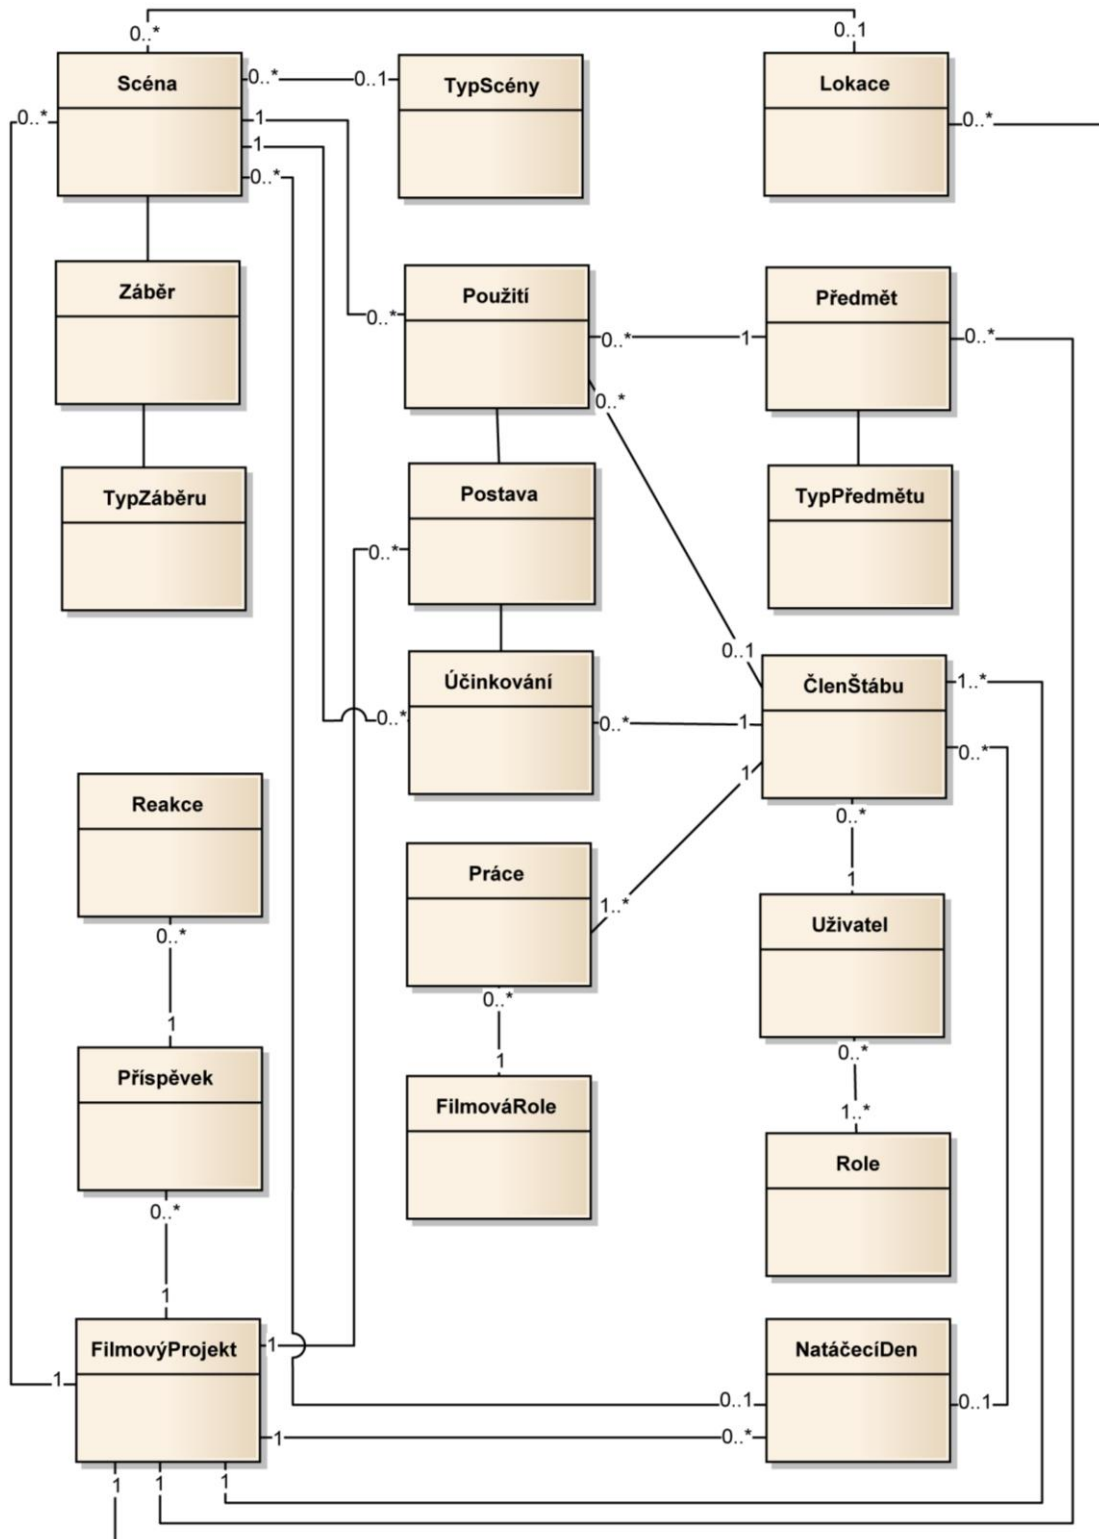 0..*
0..1
Scéna
0..*
0..1
TypScény
Lokace
0..*
0..*
1
1
0..*
Záběr
Použití
Předmět
0..*
0..*
1
0..*
0..*
TypZáběru
Postava
TypPředmětu
0..*
0..1
Účinkování
ČlenŠtábu
1..*
0..*
0..*
1
0..*
1
0..*
Reakce
Práce
1..*
1
Uživatel
0..*
0..*
1
1
0..*
Příspěvek
FilmováRole
1..*
Role
0..*
1
FilmovýProjekt
1
NatáčecíDen
1
0..1
0..1
1
0..*
1
1
1